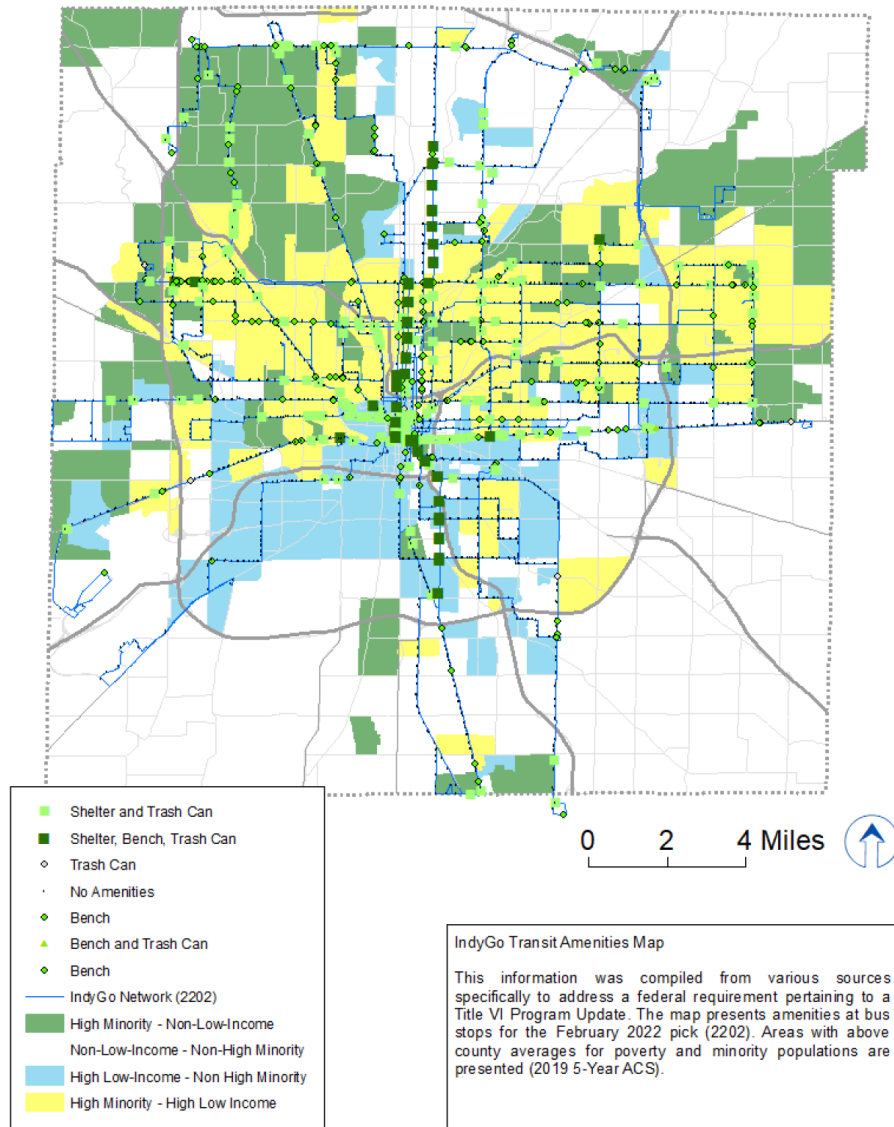 Shelter and Trash Can
Shelter, Bench, Trash Can
Trash Can
No Amenities
Bench
Bench and Trash Can
Bench
IndyGo Network (2202)
High Minority - Non-Low-Income
Non-Low-Income - Non-High Minority
High Low-Income - Non High Minority
High Minority - High Low Income
0 2 4 Miles
IndyGo Transit Amenities Map
This information was compiled from various sources
specifically to address a federal requirement pertaining to a
Title VI Program Update. The map presents amenities at bus
stops for the February 2022 pick (2202). Areas with above
county averages for poverty and minority populations are
presented (2019 5-Year ACS).